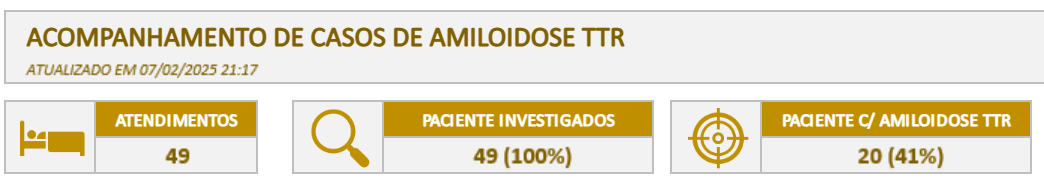 ACOMPANHAMENTO DE CASOS DE AMILOIDOSE TTR
ATUALIZADO EM 07/02/2025 21:17
ATENDIMENTOS
49
PACIENTE INVESTIGADOS
49 (100%)
PACIENTE C/ AMILOIDOSE TTR
20 (41%)